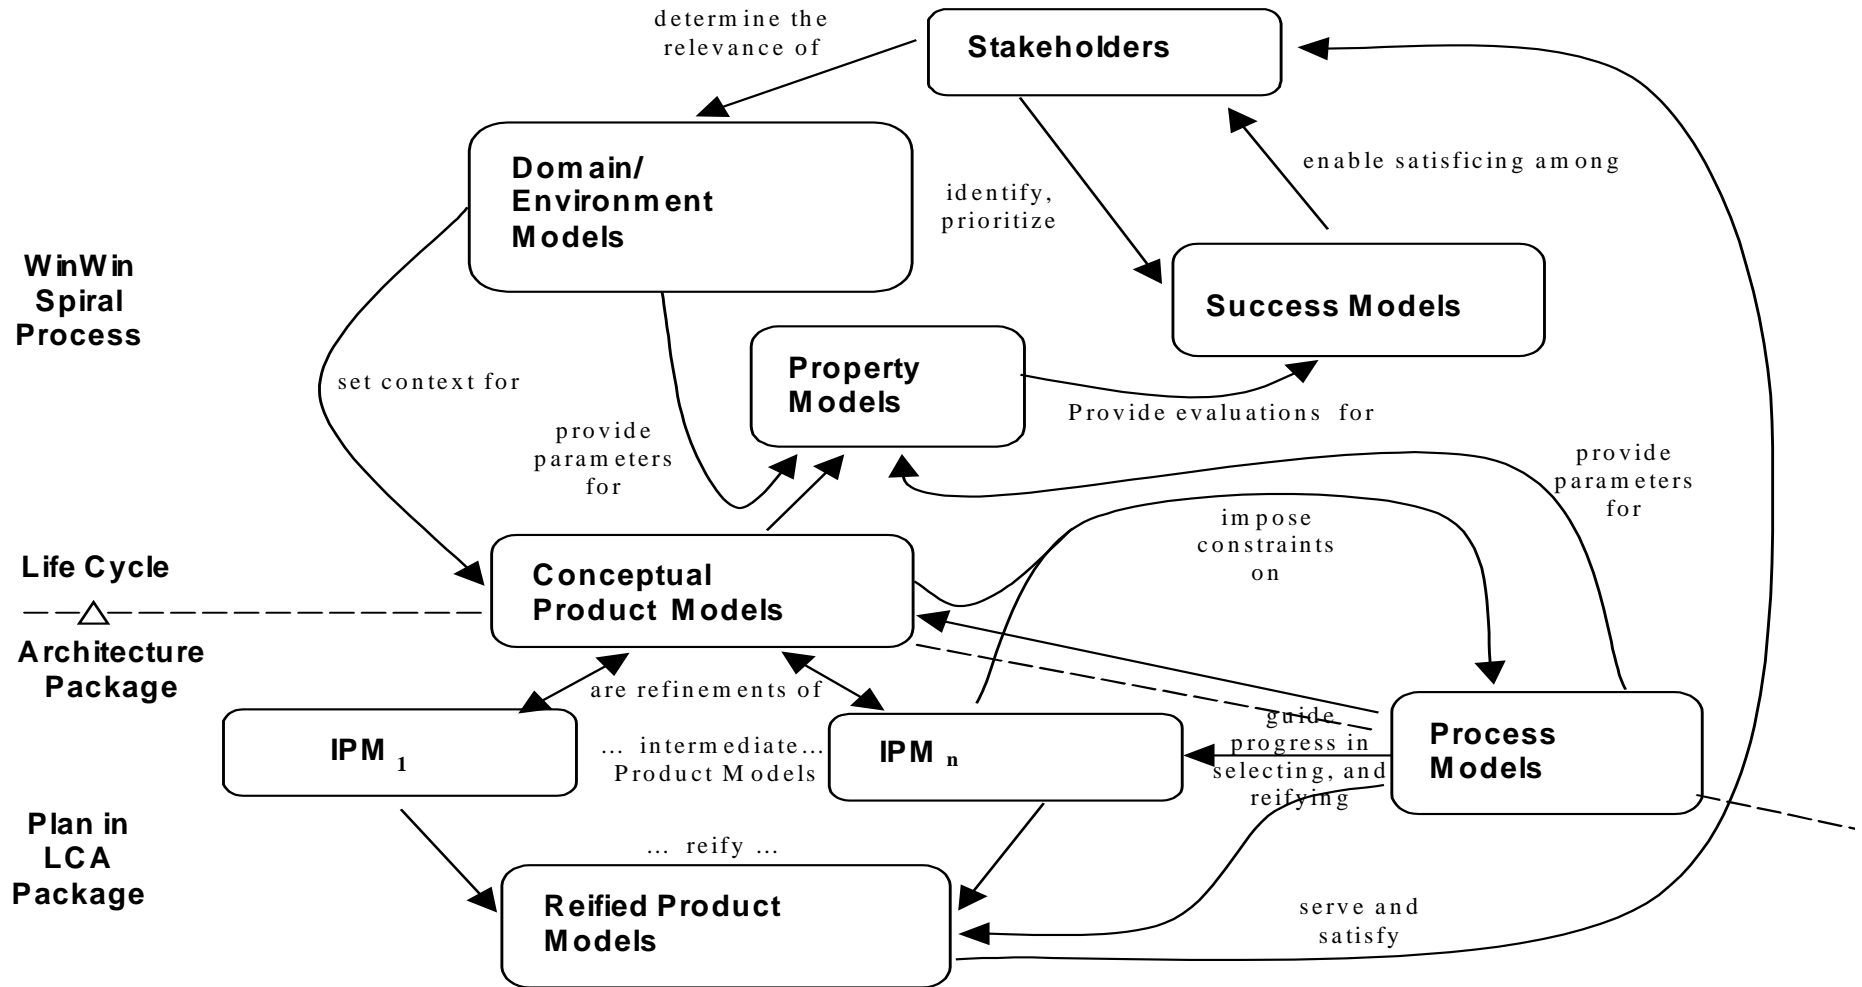 determine the
relevance of
Stakeholders
Domain/
Environment
Models
enable satisficing among
identify,
prioritize
WinWin
Spiral
Process
Success Models
Property
Models
set context for
Provide evaluations for
provide
parameters
for
provide
parameters
for
impose
constraints
on
Life Cycle
Conceptual
Product Models
Architecture
Package
are refinements of
IPM 1
... intermediate...
Product Models
IPM n
guide
progress in
selecting, and
reifying
Process
Models
Plan in
LCA
Package
... reify ...
Reified Product
Models
serve and
satisfy